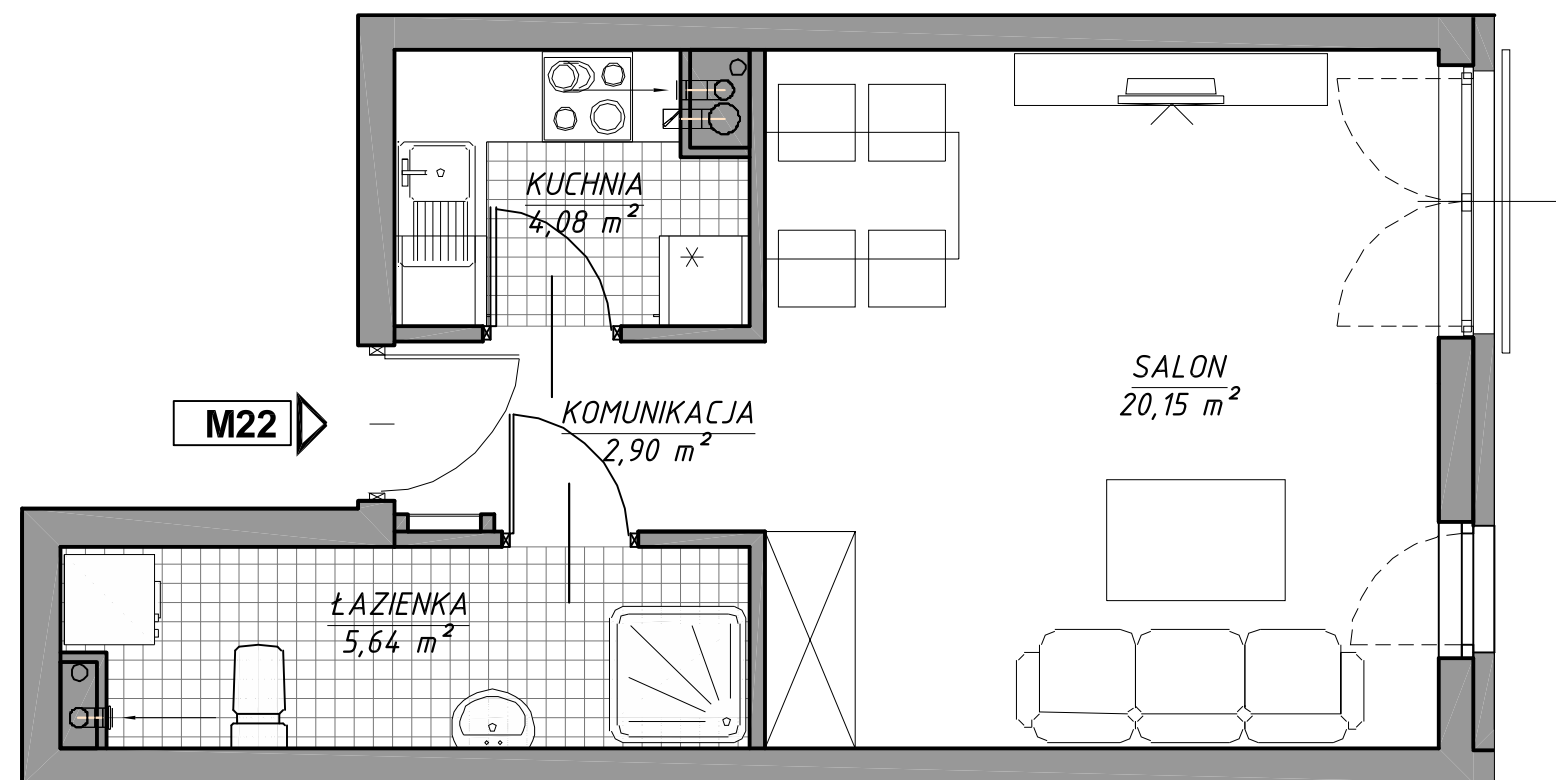 KUCHNIA
4,08 m²
SALON
20,15 m²
M22
KOMUNIKACJA
2,90 m²
ŁAZIENKA
5,64 m²